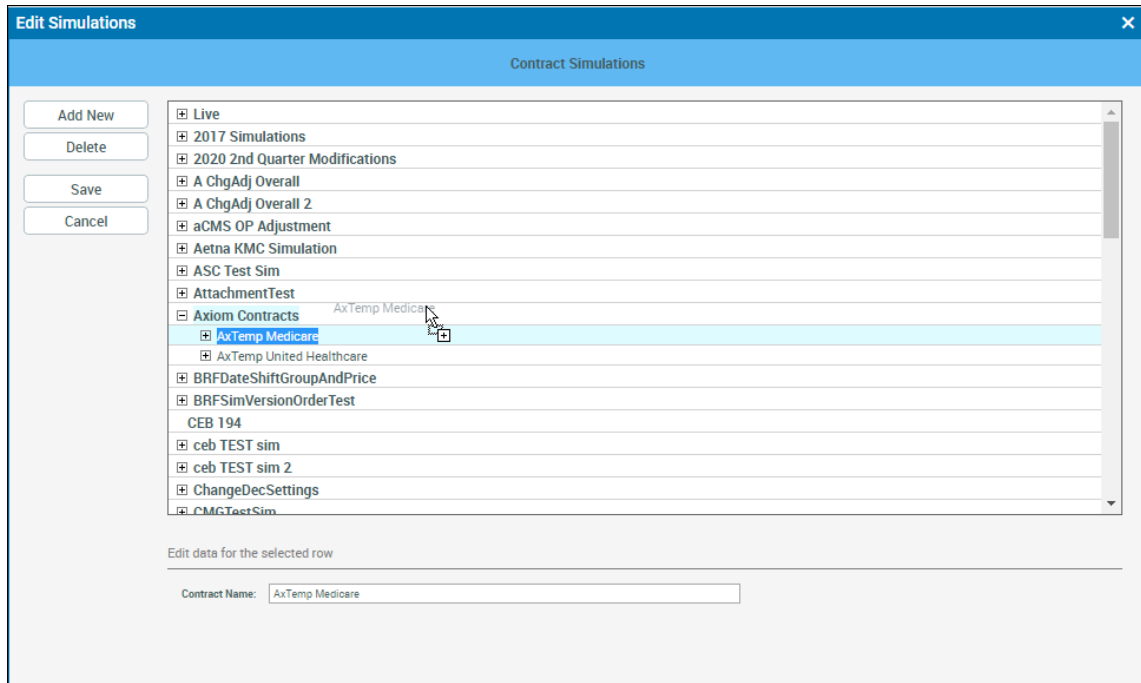 Edit Simulations
Contract Simulations
Add New
Delete
Save
Cancel
Live
2017 Simulations
2020 2nd Quarter Modifications
A ChgAdj Overall
A ChgAdj Overall 2
aCMS OP Adjustment
Aetna KMC Simulation
ASC Test Sim
AttachmentTest
AxTemp Medicare
Axiom Contracts
AxTemp Medicare
AxTemp United Healthcare
BRFDateShiftGroupAndPrice
BRFSimVersionOrderTest
CEB 194
ceb TEST sim
ceb TEST sim 2
ChangeDecSettings
CMGTestSim
Edit data for the selected row
Contract Name: AxTemp Medicare